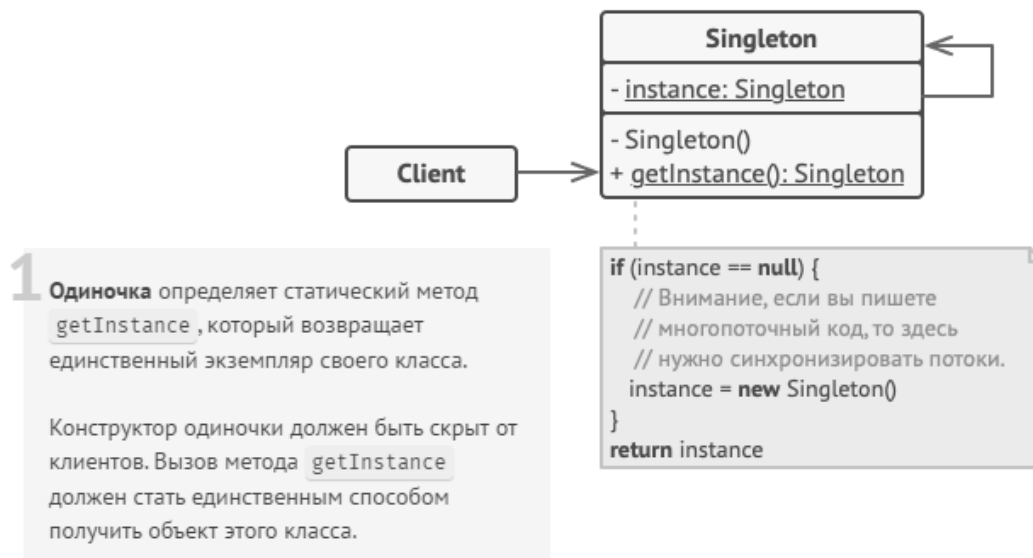 Singleton
- instance: Singleton
- Singleton()
+ getInstance(): Singleton
Client
1
Одиночка определяет статический метод
getInstance, который возвращает
единственный экземпляр своего класса.
Конструктор одиночки должен быть скрыт от
клиентов. Вызов метода getInstance
должен стать единственным способом
получить объект этого класса.
if (instance == null) {
// Внимание, если вы пишете
// многопоточный код, то здесь
// нужно синхронизировать потоки.
instance = new Singleton()
}
return instance